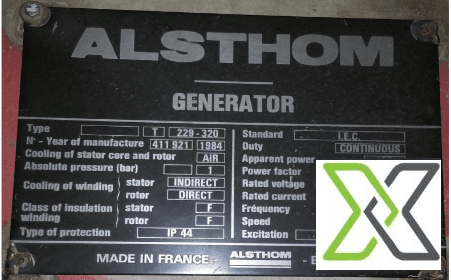 ALSTHOM
GENERATOR
Type T 229-320
Nº - Year of manufacture 411 921 1984
Cooling of stator core and rotor AIR
Absolute pressure (bar) 1
Cooling of winding stator INDIRECT
rotor DIRECT
Class of insulation winding stator F
rotor F
Type of protection IP 44
Standard I.E.C.
Duty CONTINUOUS
Apparent power
Power factor
Rated voltage
Rated current
Fréquency
Speed
Excitation
MADE IN FRANCE - ALSTHOM -